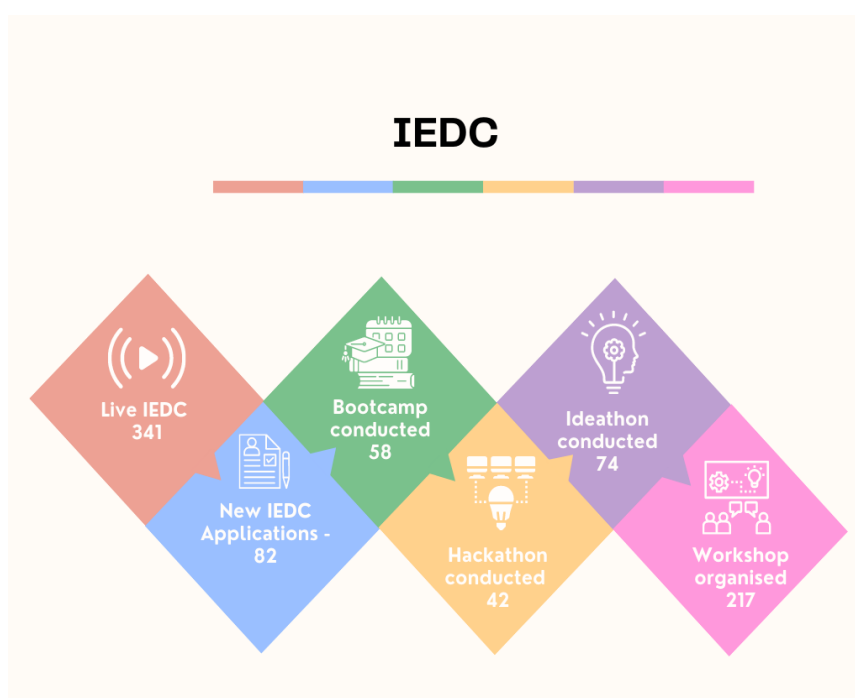 IEDC
Live IEDC
341
New IEDC
Applications -
82
Bootcamp
conducted
58
Hackathon
conducted
42
Ideathon
conducted
74
Workshop
organised
217